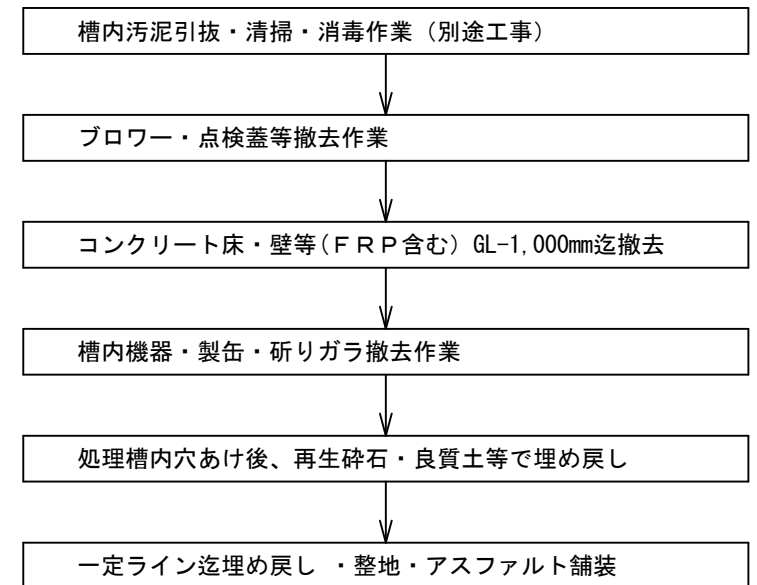 槽内汚泥引抜・清掃・消毒作業（別途工事）
ブロワー・点検蓋等撤去作業
コンクリート床・壁等(ＦＲＰ含む) GL-1,000mm迄撤去
槽内機器・製缶・斫りガラ撤去作業
処理槽内穴あけ後、再生砕石・良質土等で埋め戻し
一定ライン迄埋め戻し ・整地・アスファルト舗装